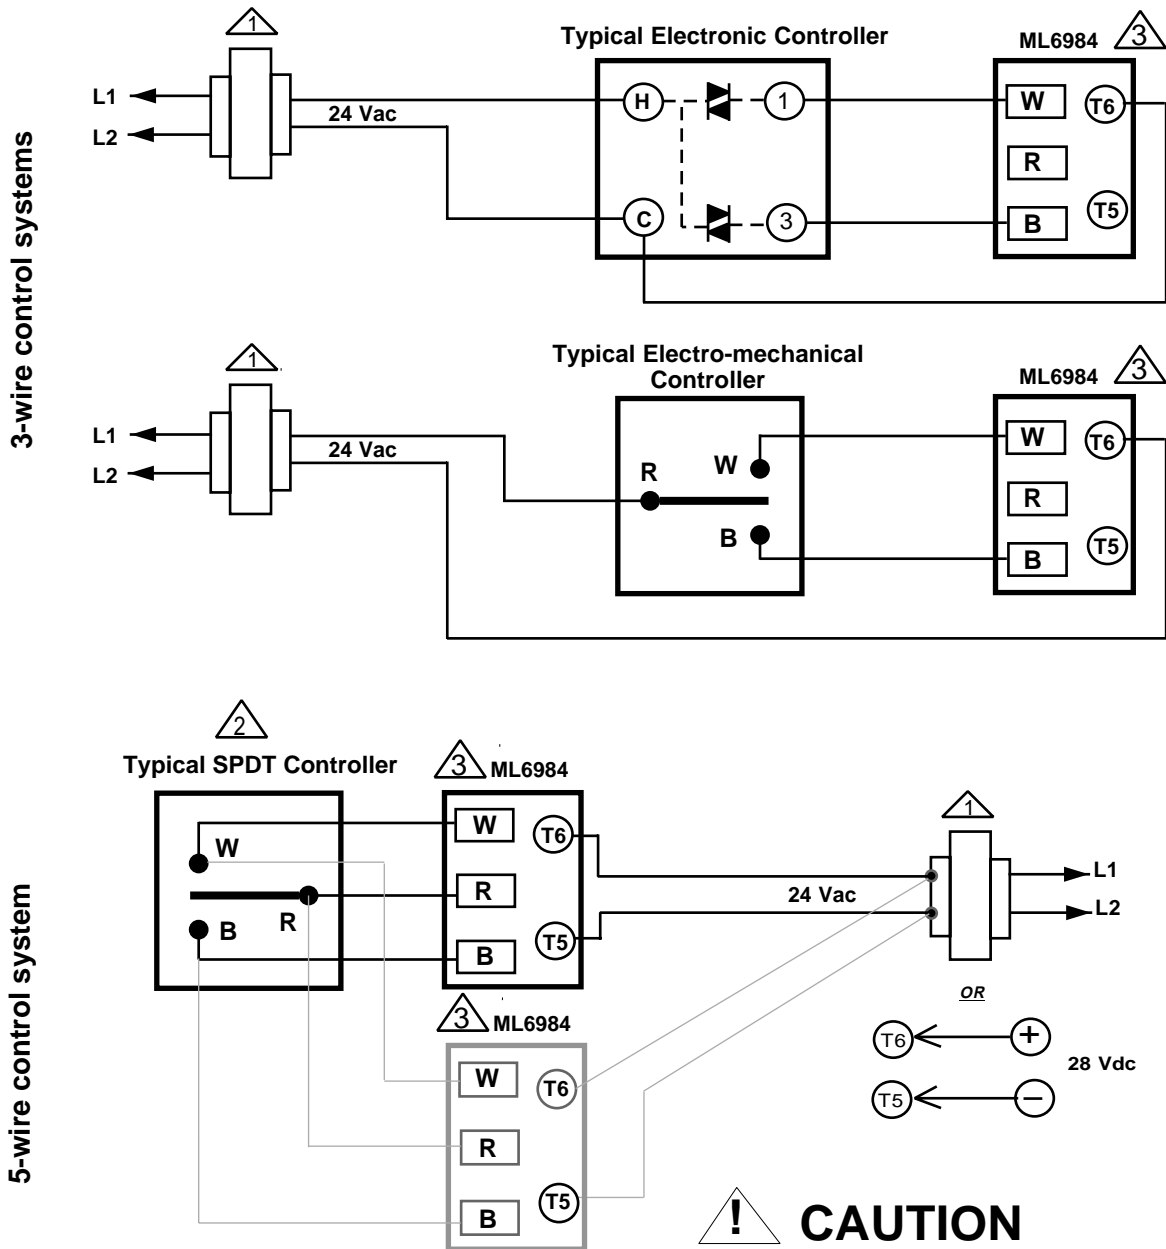 3-wire control systems
1
L1
L2
24 Vac
Typical Electronic Controller
H
1
C
3
ML6984
3
W
T6
R
T5
B
1
L1
L2
24 Vac
Typical Electro-mechanical
Controller
R
W
B
ML6984
3
W
T6
R
T5
B
5-wire control system
2
Typical SPDT Controller
W
B
R
3
ML6984
W
T6
R
T5
B
24 Vac
1
L1
L2
OR
T6
+
28 Vdc
T5
−
3
ML6984
W
T6
R
T5
B
! CAUTION